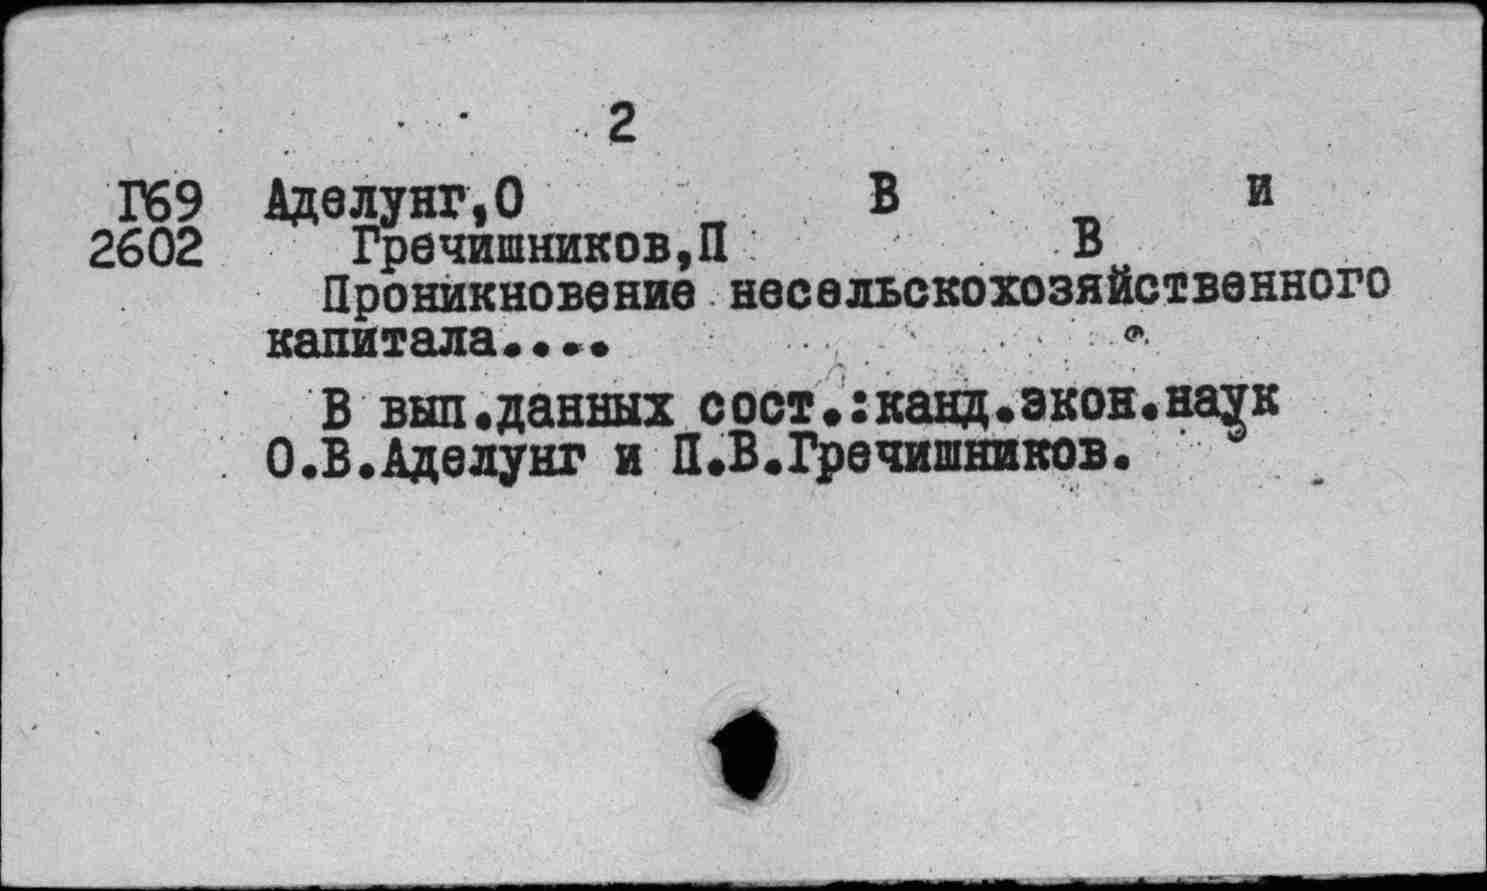 2
Г69 Аделунг,О В и
2602 Гречишников,П В
Проникновение несельскохозяйственного
капитала....
В вып.данных сост.:канд.экон.наук
О.В.Аделунг и П.В.Гречишников.